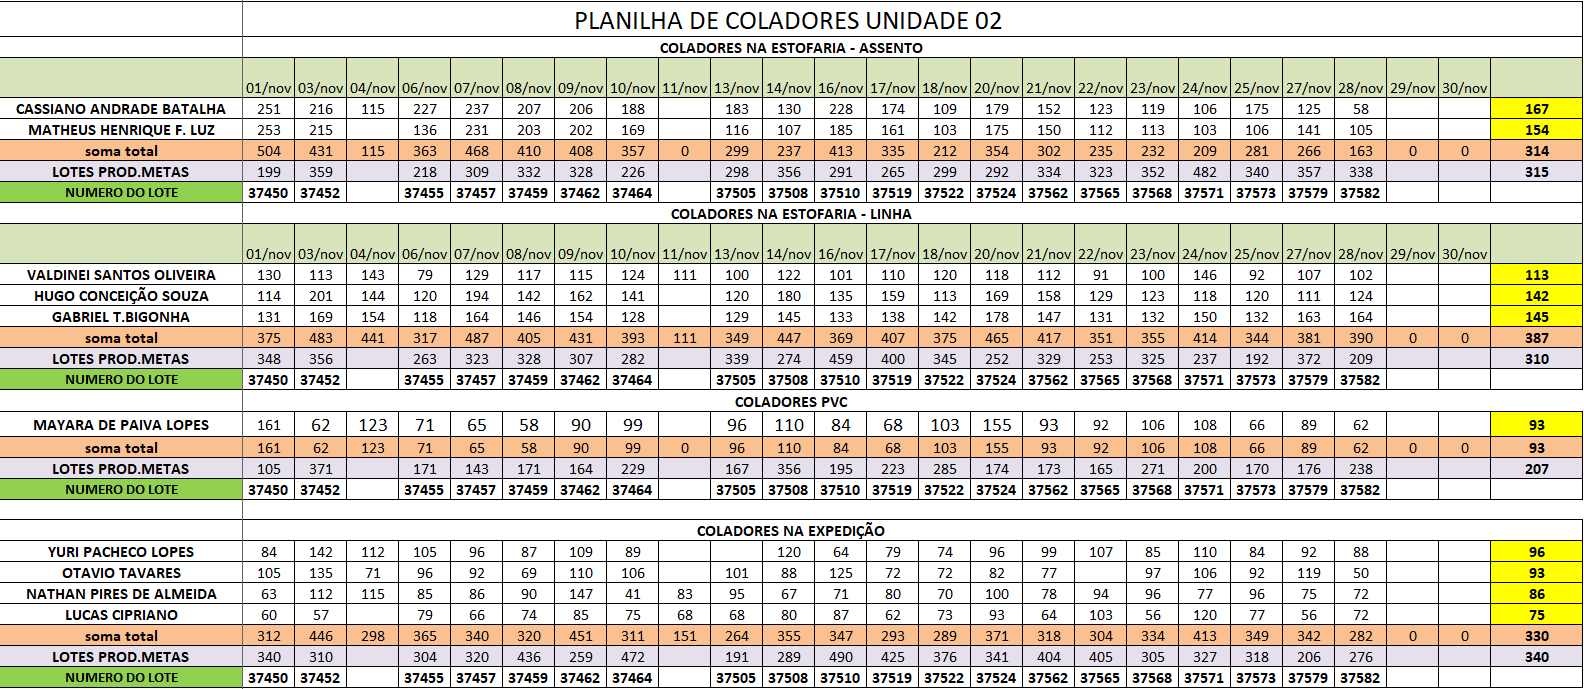 PLANILHA DE COLADORES UNIDADE 02
COLADORES NA ESTOFARIA - ASSENTO
01/nov 03/nov 04/nov 06/nov 07/nov 08/nov 09/nov 10/nov 11/nov 13/nov 14/nov 16/nov 17/nov 18/nov 20/nov 21/nov 22/nov 23/nov 24/nov 25/nov 27/nov 28/nov 29/nov 30/nov
CASSIANO ANDRADE BATALHA 251 216 115 227 237 207 206 188 183 130 228 174 109 179 152 123 119 106 175 125 58 167
MATHEUS HENRIQUE F. LUZ 253 215 136 231 203 202 169 116 107 185 161 103 175 150 112 113 103 106 141 105 154
soma total 504 431 115 363 468 410 408 357 0 299 237 413 335 212 354 302 235 232 209 281 266 163 0 0 314
LOTES PROD.METAS 199 359 218 309 332 328 226 298 356 291 265 299 292 334 323 352 482 340 357 338 315
NUMERO DO LOTE 37450 37452 37455 37457 37459 37462 37464 37505 37508 37510 37519 37522 37524 37562 37565 37568 37571 37573 37579 37582
COLADORES NA ESTOFARIA - LINHA
01/nov 03/nov 04/nov 06/nov 07/nov 08/nov 09/nov 10/nov 11/nov 13/nov 14/nov 16/nov 17/nov 18/nov 20/nov 21/nov 22/nov 23/nov 24/nov 25/nov 27/nov 28/nov 29/nov 30/nov
VALDINEI SANTOS OLIVEIRA 130 113 143 79 129 117 115 124 111 100 122 101 110 120 118 112 91 100 146 92 107 102 113
HUGO CONCEIÇÃO SOUZA 114 201 144 120 194 142 162 141 120 180 135 159 113 169 158 129 123 118 120 111 124 142
GABRIEL T.BIGONHA 131 169 154 118 164 146 154 128 129 145 133 138 142 178 147 131 132 150 132 163 164 145
soma total 375 483 441 317 487 405 431 393 111 349 447 369 407 375 465 417 351 355 414 344 381 390 0 0 387
LOTES PROD.METAS 348 356 263 323 328 307 282 339 274 459 400 345 252 329 253 325 237 192 372 209 310
NUMERO DO LOTE 37450 37452 37455 37457 37459 37462 37464 37505 37508 37510 37519 37522 37524 37562 37565 37568 37571 37573 37579 37582
COLADORES PVC
MAYARA DE PAIVA LOPES 161 62 123 71 65 58 90 99 96 110 84 68 103 155 93 92 106 108 66 89 62 93
soma total 161 62 123 71 65 58 90 99 0 96 110 84 68 103 155 93 92 106 108 66 89 62 0 0 93
LOTES PROD.METAS 105 371 171 143 171 164 229 167 356 195 223 285 174 173 165 271 200 170 176 238 207
NUMERO DO LOTE 37450 37452 37455 37457 37459 37462 37464 37505 37508 37510 37519 37522 37524 37562 37565 37568 37571 37573 37579 37582
COLADORES NA EXPEDIÇÃO
YURI PACHECO LOPES 84 142 112 105 96 87 109 89 120 64 79 74 96 99 107 85 110 84 92 88 96
OTAVIO TAVARES 105 135 71 96 92 69 110 106 101 88 125 72 72 82 77 97 106 92 119 50 93
NATHAN PIRES DE ALMEIDA 63 112 115 85 86 90 147 41 83 95 67 71 80 70 100 78 94 96 77 96 75 72 86
LUCAS CIPRIANO 60 57 79 66 74 85 75 68 68 80 87 62 73 93 64 103 56 120 77 56 72 75
soma total 312 446 298 365 340 320 451 311 151 264 355 347 293 289 371 318 304 334 413 349 342 282 0 0 330
LOTES PROD.METAS 340 310 304 320 436 259 472 191 289 490 425 376 341 404 405 305 327 318 206 276 340
NUMERO DO LOTE 37450 37452 37455 37457 37459 37462 37464 37505 37508 37510 37519 37522 37524 37562 37565 37568 37571 37573 37579 37582